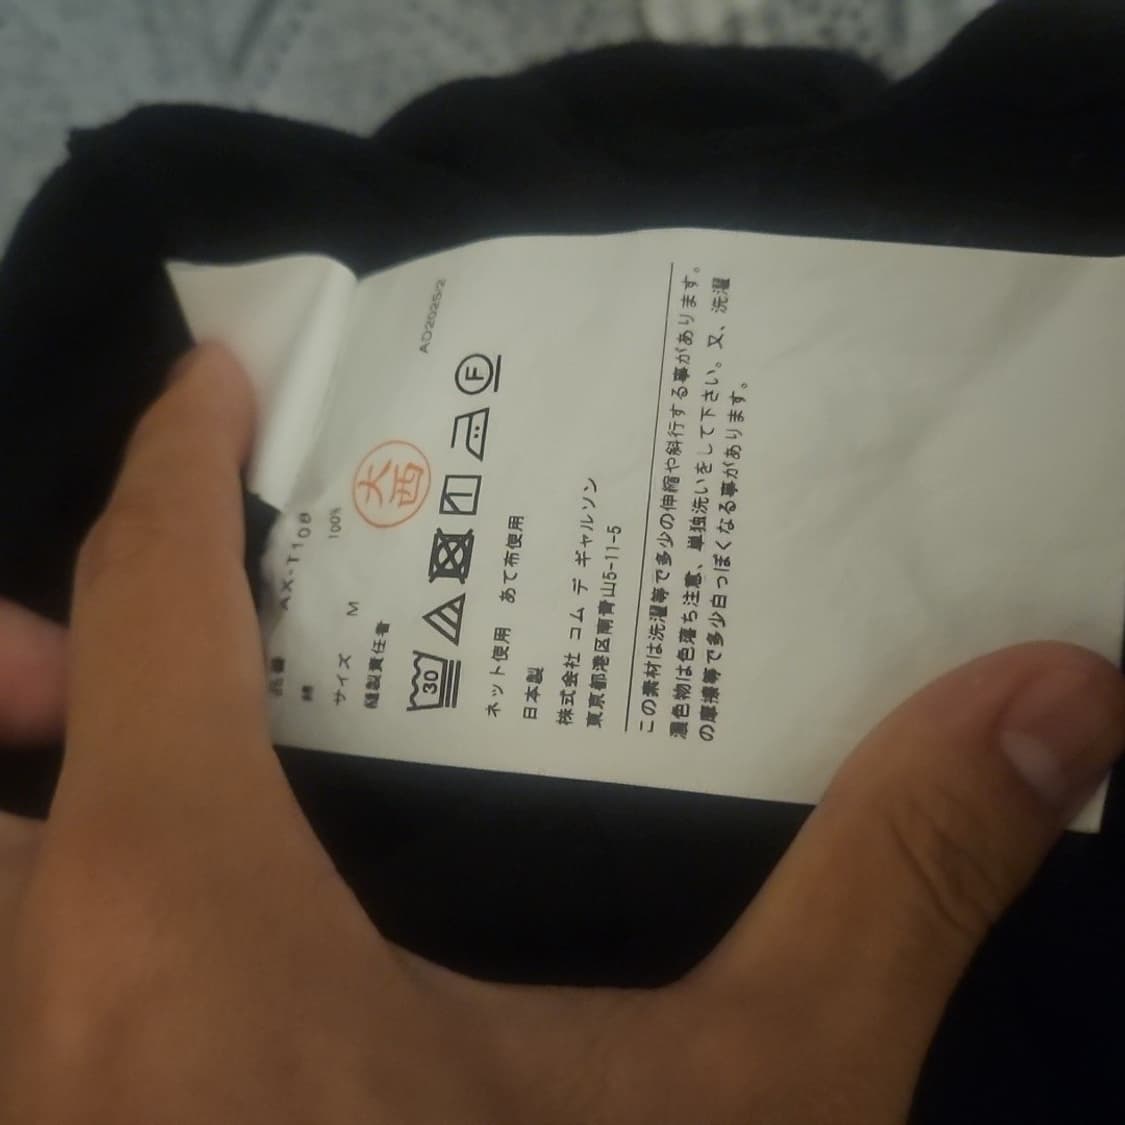 品番 AX-T108
綿 100%
サイズ M
縫製責任者 大西
AD2025/2
30 F
ネット使用 あて布使用
日本製
株式会社 コム デ ギャルソン
東京都港区南青山5-11-5
この素材は洗濯等で多少の伸縮や斜行する事があります。
濃色物は色落ち注意、単独洗いをして下さい。又、洗濯
の摩擦等で多少白っぽくなる事があります。